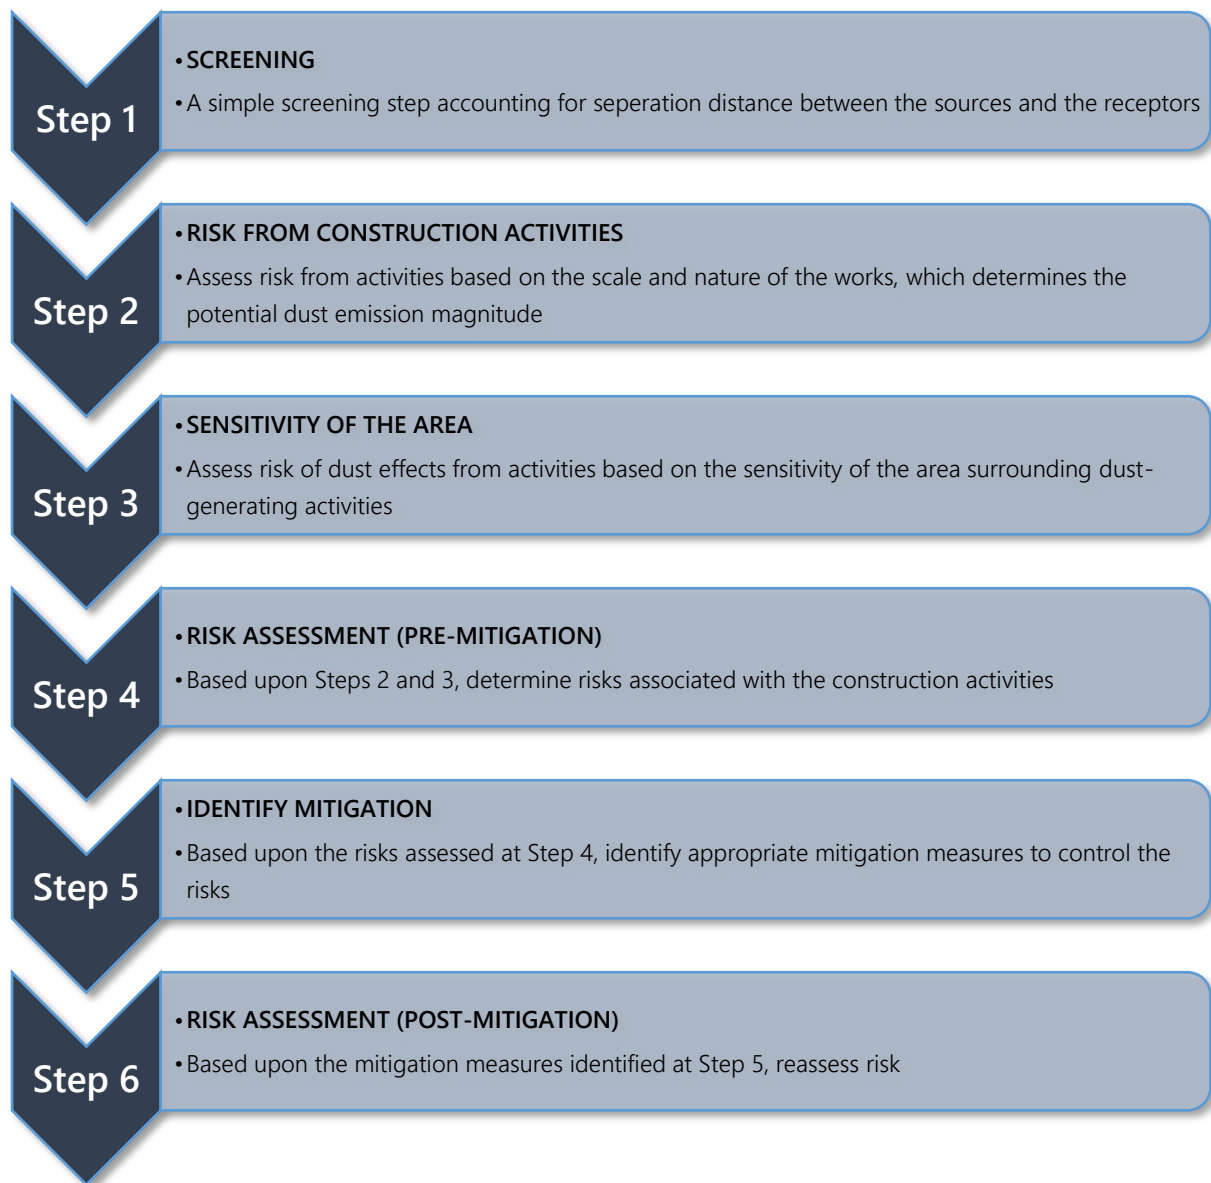 Step 1
•SCREENING
•A simple screening step accounting for seperation distance between the sources and the receptors
Step 2
•RISK FROM CONSTRUCTION ACTIVITIES
•Assess risk from activities based on the scale and nature of the works, which determines the
potential dust emission magnitude
Step 3
•SENSITIVITY OF THE AREA
•Assess risk of dust effects from activities based on the sensitivity of the area surrounding dust-
generating activities
Step 4
•RISK ASSESSMENT (PRE-MITIGATION)
•Based upon Steps 2 and 3, determine risks associated with the construction activities
Step 5
•IDENTIFY MITIGATION
•Based upon the risks assessed at Step 4, identify appropriate mitigation measures to control the
risks
Step 6
•RISK ASSESSMENT (POST-MITIGATION)
•Based upon the mitigation measures identified at Step 5, reassess risk